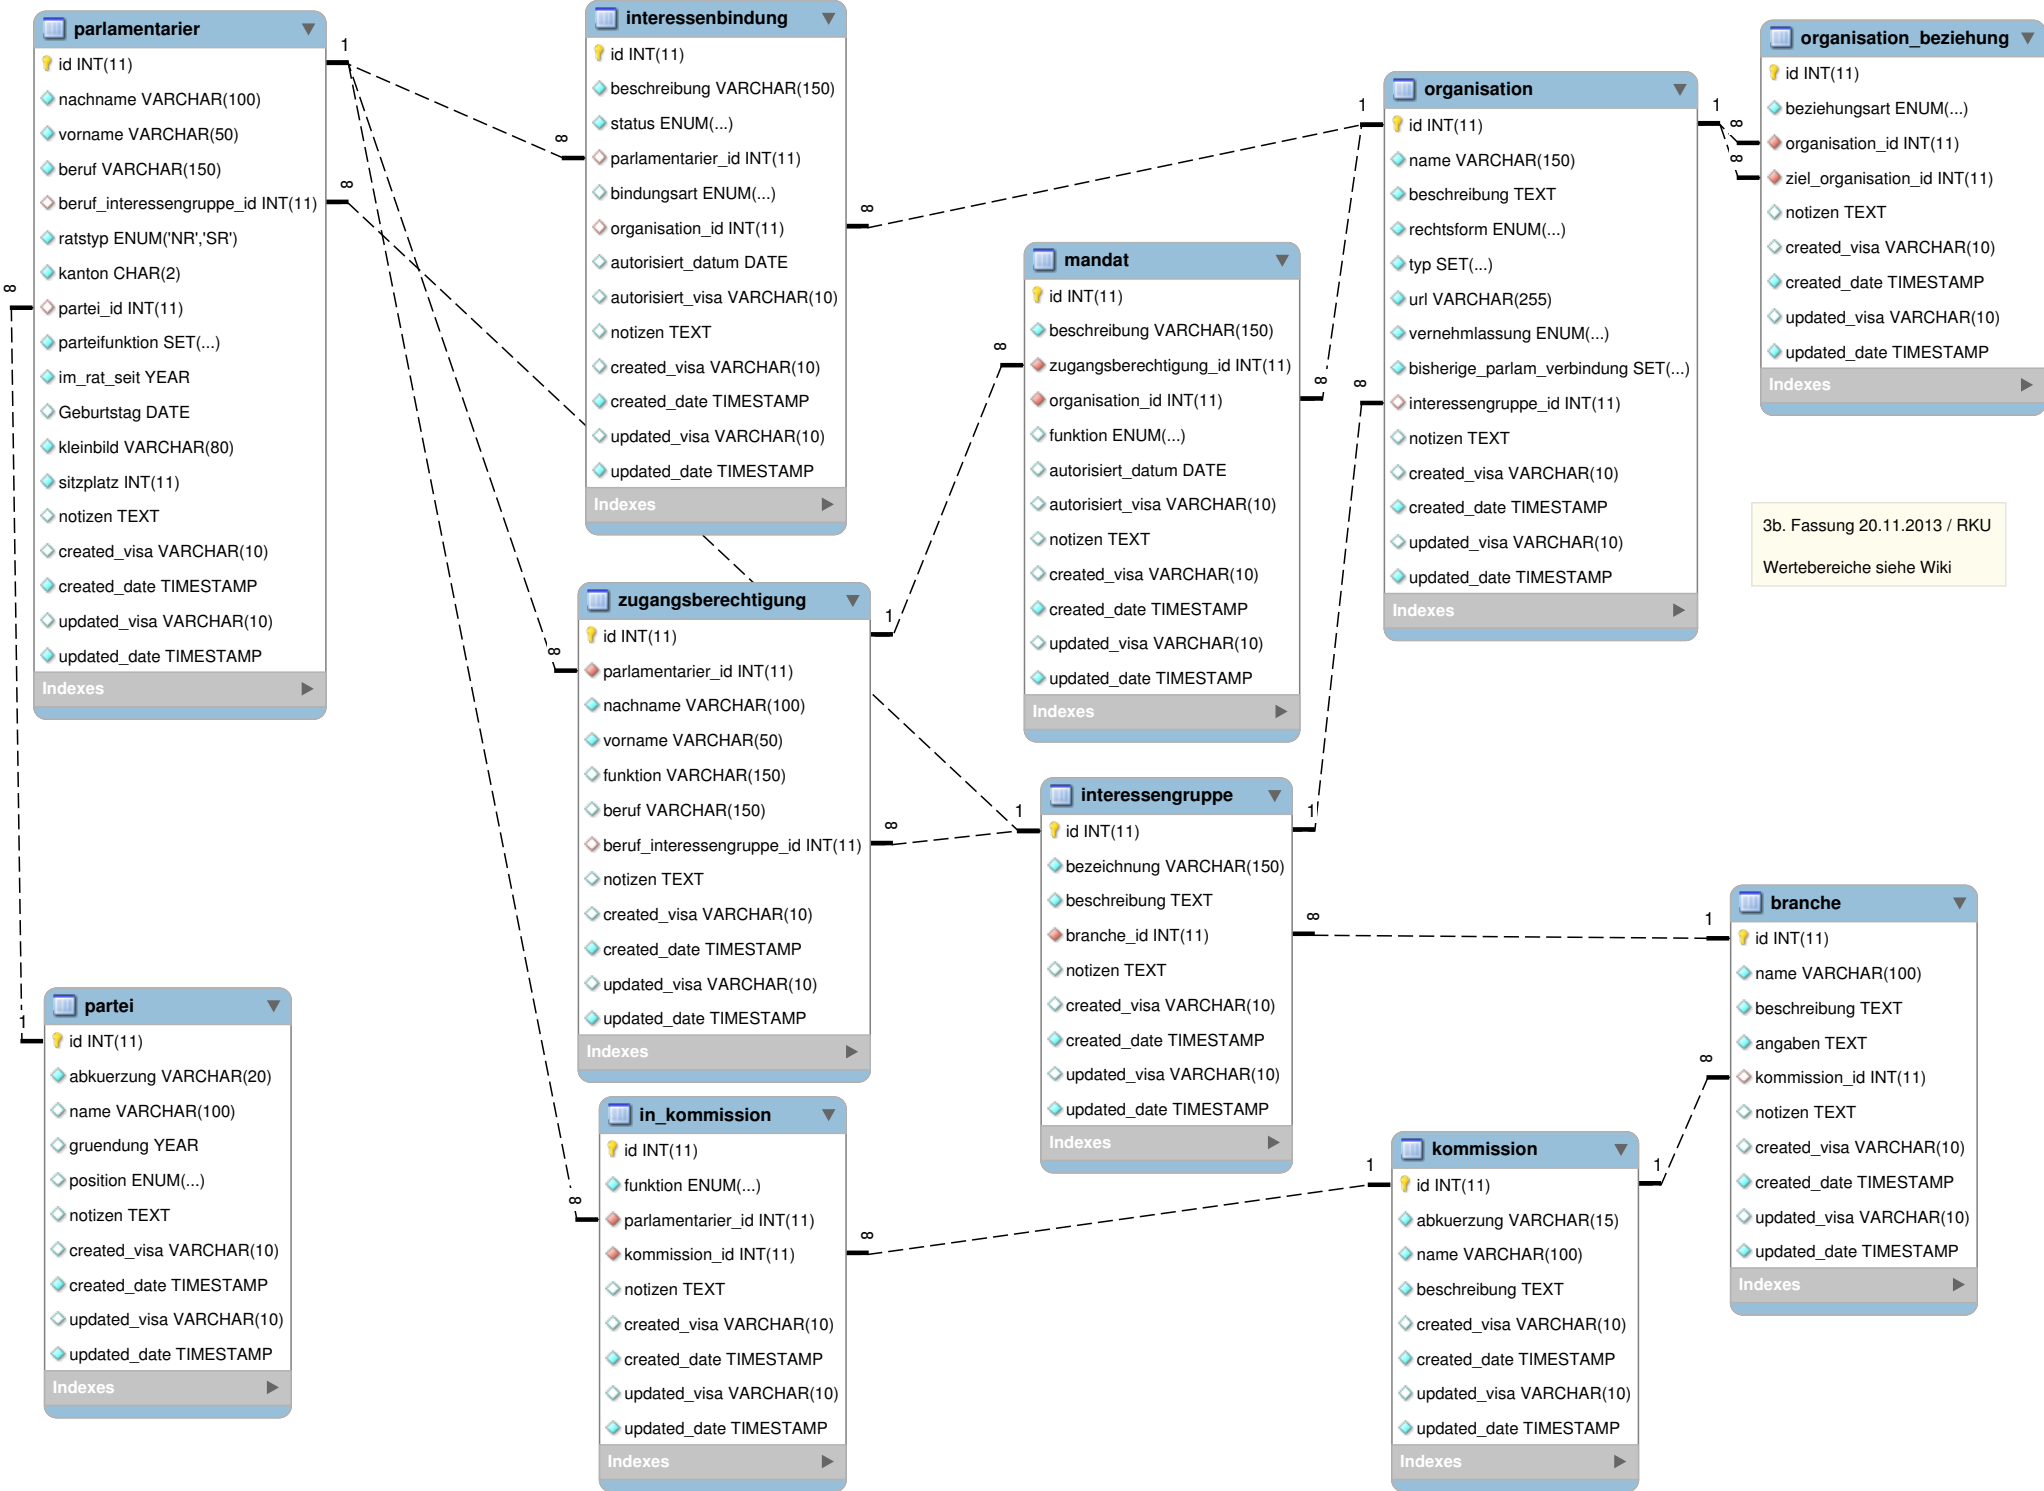 parlamentarier
id INT(11)
nachname VARCHAR(100)
vorname VARCHAR(50)
beruf VARCHAR(150)
beruf_interessengruppe_id INT(11)
ratstyp ENUM('NR','SR')
kanton CHAR(2)
partei_id INT(11)
parteifunktion SET(...)
im_rat_seit YEAR
Geburtstag DATE
kleinbild VARCHAR(80)
sitzplatz INT(11)
notizen TEXT
created_visa VARCHAR(10)
created_date TIMESTAMP
updated_visa VARCHAR(10)
updated_date TIMESTAMP
Indexes
1
∞
∞
1
partei
id INT(11)
abkuerzung VARCHAR(20)
name VARCHAR(100)
gruendung YEAR
position ENUM(...)
notizen TEXT
created_visa VARCHAR(10)
created_date TIMESTAMP
updated_visa VARCHAR(10)
updated_date TIMESTAMP
Indexes
interessenbindung
id INT(11)
beschreibung VARCHAR(150)
status ENUM(...)
parlamentarier_id INT(11)
bindungsart ENUM(...)
organisation_id INT(11)
autorisiert_datum DATE
autorisiert_visa VARCHAR(10)
notizen TEXT
created_visa VARCHAR(10)
created_date TIMESTAMP
updated_visa VARCHAR(10)
updated_date TIMESTAMP
Indexes
∞
∞
zugangsberechtigung
id INT(11)
parlamentarier_id INT(11)
nachname VARCHAR(100)
vorname VARCHAR(50)
funktion VARCHAR(150)
beruf VARCHAR(150)
beruf_interessengruppe_id INT(11)
notizen TEXT
created_visa VARCHAR(10)
created_date TIMESTAMP
updated_visa VARCHAR(10)
updated_date TIMESTAMP
Indexes
1
∞
∞
in_kommission
id INT(11)
funktion ENUM(...)
parlamentarier_id INT(11)
kommission_id INT(11)
notizen TEXT
created_visa VARCHAR(10)
created_date TIMESTAMP
updated_visa VARCHAR(10)
updated_date TIMESTAMP
Indexes
∞
∞
mandat
id INT(11)
beschreibung VARCHAR(150)
zugangsberechtigung_id INT(11)
organisation_id INT(11)
funktion ENUM(...)
autorisiert_datum DATE
autorisiert_visa VARCHAR(10)
notizen TEXT
created_visa VARCHAR(10)
created_date TIMESTAMP
updated_visa VARCHAR(10)
updated_date TIMESTAMP
Indexes
∞
∞
interessengruppe
id INT(11)
bezeichnung VARCHAR(150)
beschreibung TEXT
branche_id INT(11)
notizen TEXT
created_visa VARCHAR(10)
created_date TIMESTAMP
updated_visa VARCHAR(10)
updated_date TIMESTAMP
Indexes
1
1
∞
organisation
id INT(11)
name VARCHAR(150)
beschreibung TEXT
rechtsform ENUM(...)
typ SET(...)
url VARCHAR(255)
vernehmlassung ENUM(...)
bisherige_parlam_verbindung SET(...)
interessengruppe_id INT(11)
notizen TEXT
created_visa VARCHAR(10)
created_date TIMESTAMP
updated_visa VARCHAR(10)
updated_date TIMESTAMP
Indexes
1
1
∞
kommission
id INT(11)
abkuerzung VARCHAR(15)
name VARCHAR(100)
beschreibung TEXT
created_visa VARCHAR(10)
created_date TIMESTAMP
updated_visa VARCHAR(10)
updated_date TIMESTAMP
Indexes
1
1
organisation_beziehung
id INT(11)
beziehungsart ENUM(...)
organisation_id INT(11)
ziel_organisation_id INT(11)
notizen TEXT
created_visa VARCHAR(10)
created_date TIMESTAMP
updated_visa VARCHAR(10)
updated_date TIMESTAMP
Indexes
∞
∞
3b. Fassung 20.11.2013 / RKU
Wertebereiche siehe Wiki
branche
id INT(11)
name VARCHAR(100)
beschreibung TEXT
angaben TEXT
kommission_id INT(11)
notizen TEXT
created_visa VARCHAR(10)
created_date TIMESTAMP
updated_visa VARCHAR(10)
updated_date TIMESTAMP
Indexes
1
∞